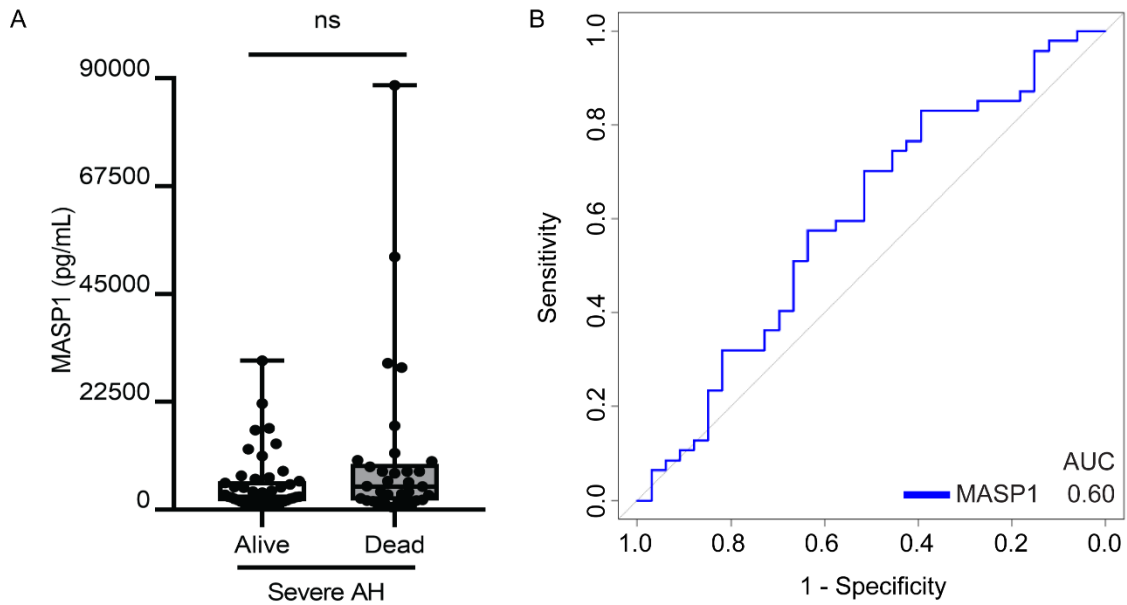 A
ns
90000
67500
45000
22500
0
MASP1 (pg/mL)
Alive
Dead
Severe AH
B
1.0
0.8
0.6
0.4
0.2
0.0
Sensitivity
AUC
MASP1 0.60
1.0 0.8 0.6 0.4 0.2 0.0
1 - Specificity